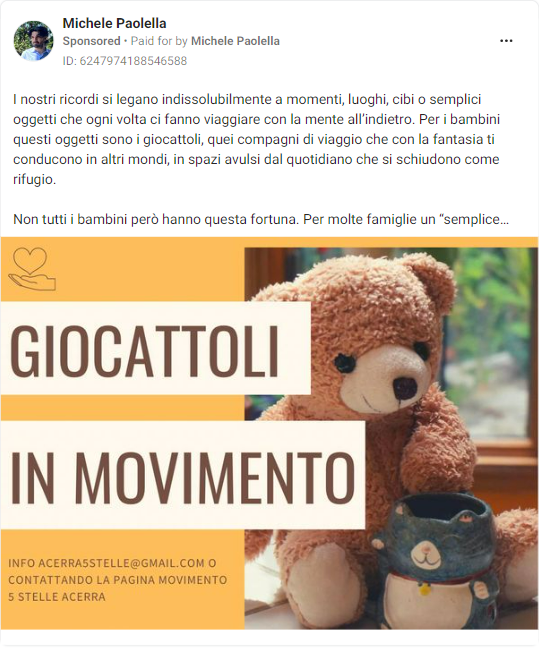 Michele Paolella
Sponsored • Paid for by Michele Paolella
ID: 6247974188546588
I nostri ricordi si legano indissolubilmente a momenti, luoghi, cibi o semplici
oggetti che ogni volta ci fanno viaggiare con la mente all'indietro. Per i bambini
questi oggetti sono i giocattoli, quei compagni di viaggio che con la fantasia ti
conducono in altri mondi, in spazi avulsi dal quotidiano che si schiudono come
rifugio.
Non tutti i bambini però hanno questa fortuna. Per molte famiglie un “semplice...
GIOCATTOLI
IN MOVIMENTO
INFO ACERRA5STELLE@GMAIL.COM O
CONTATTANDO LA PAGINA MOVIMENTO
5 STELLE ACERRA